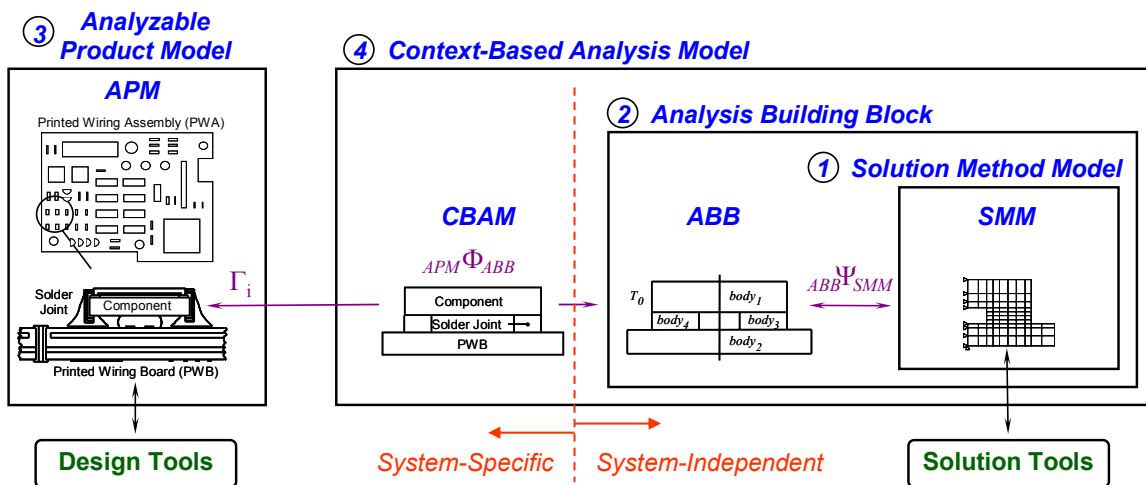 3 Analyzable
Product Model
APM
Printed Wiring Assembly (PWA)
Solder
Joint
Component
Printed Wiring Board (PWB)
Design Tools
Γi
4 Context-Based Analysis Model
CBAM
APMΦABB
Component
Solder Joint
PWB
2 Analysis Building Block
ABB
T0
body1
body4
body3
body2
ABBΨSMM
1 Solution Method Model
SMM
System-Specific
System-Independent
Solution Tools